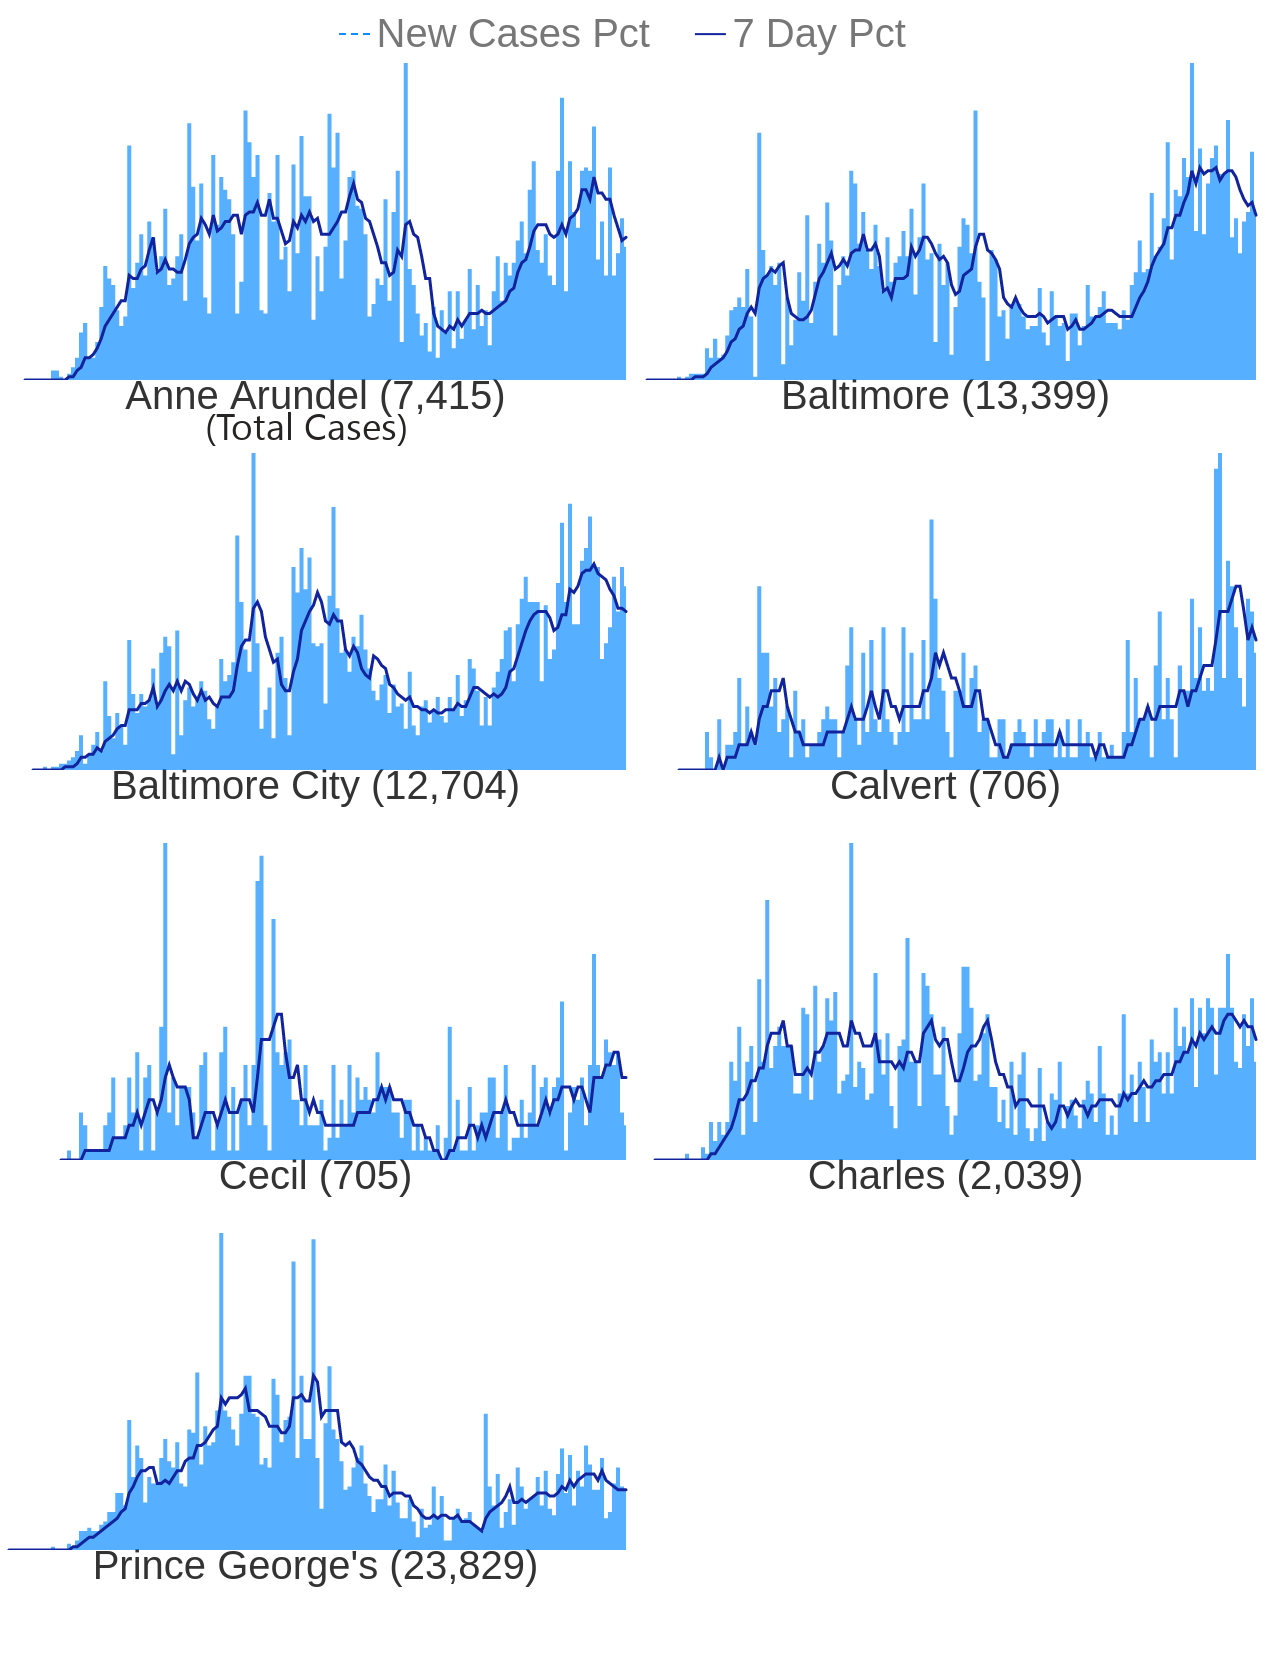 New Cases Pct 7 Day Pct
Anne Arundel (7,415) Baltimore (13,399)
(Total Cases)
Baltimore City (12,704) Calvert (706)
Cecil (705) Charles (2,039)
Prince George's (23,829)